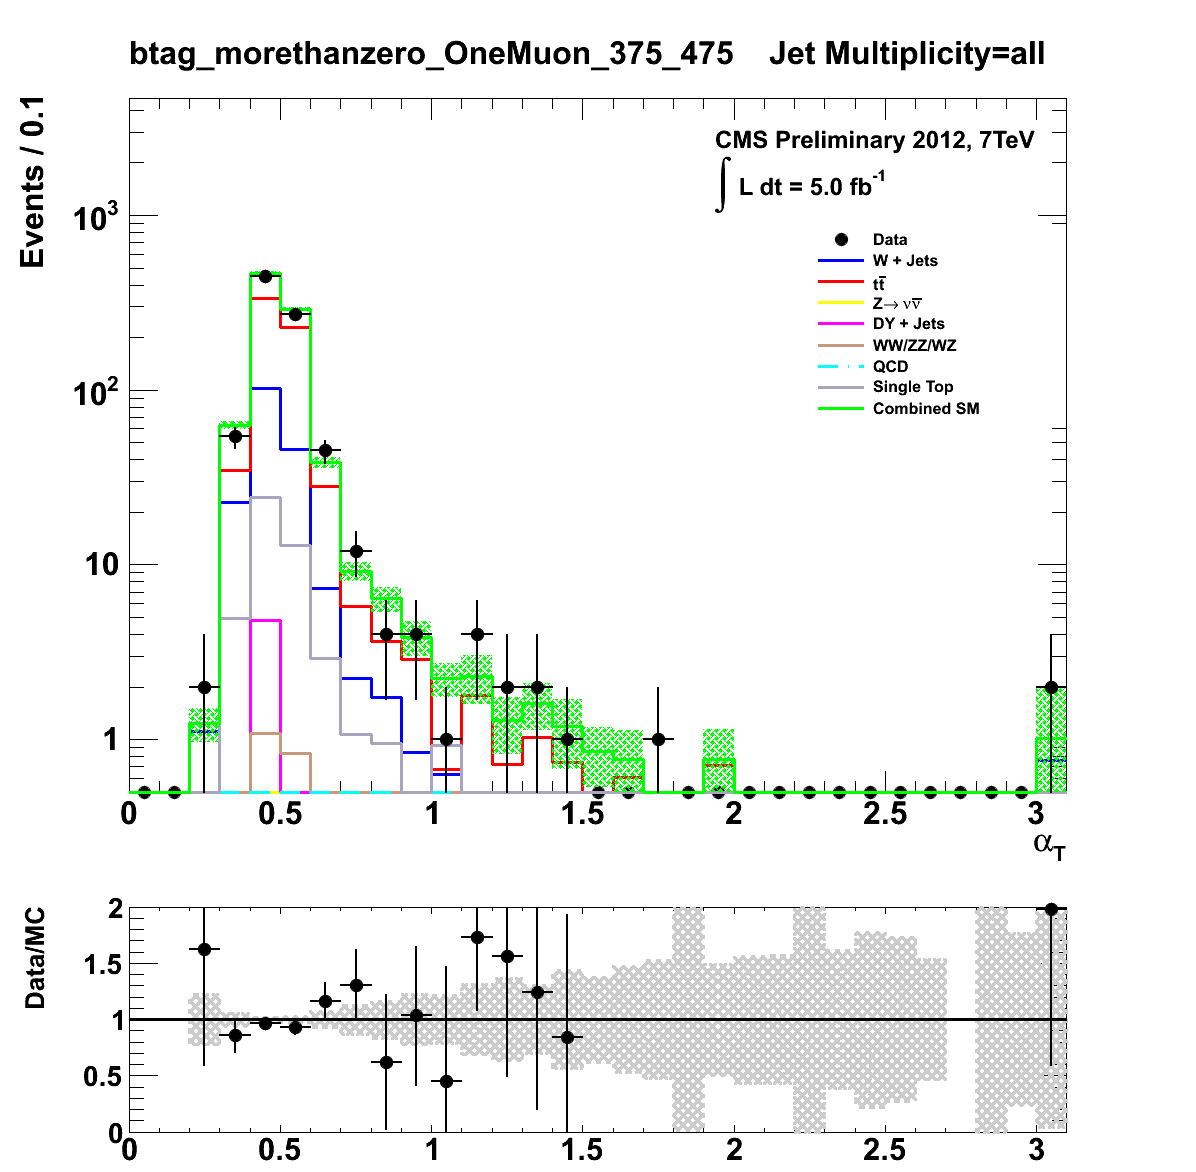 btag_morethanzero_OneMuon_375_475 Jet Multiplicity=all
Events / 0.1
CMS Preliminary 2012, 7TeV
∫ L dt = 5.0 fb⁻¹
Data
W + Jets
tt̅
Z→ νν̅
DY + Jets
WW/ZZ/WZ
QCD
Single Top
Combined SM
10³
10²
10
1
0 0.5 1 1.5 2 2.5 3
α_T
Data/MC
2
1.5
1
0.5
0
0 0.5 1 1.5 2 2.5 3